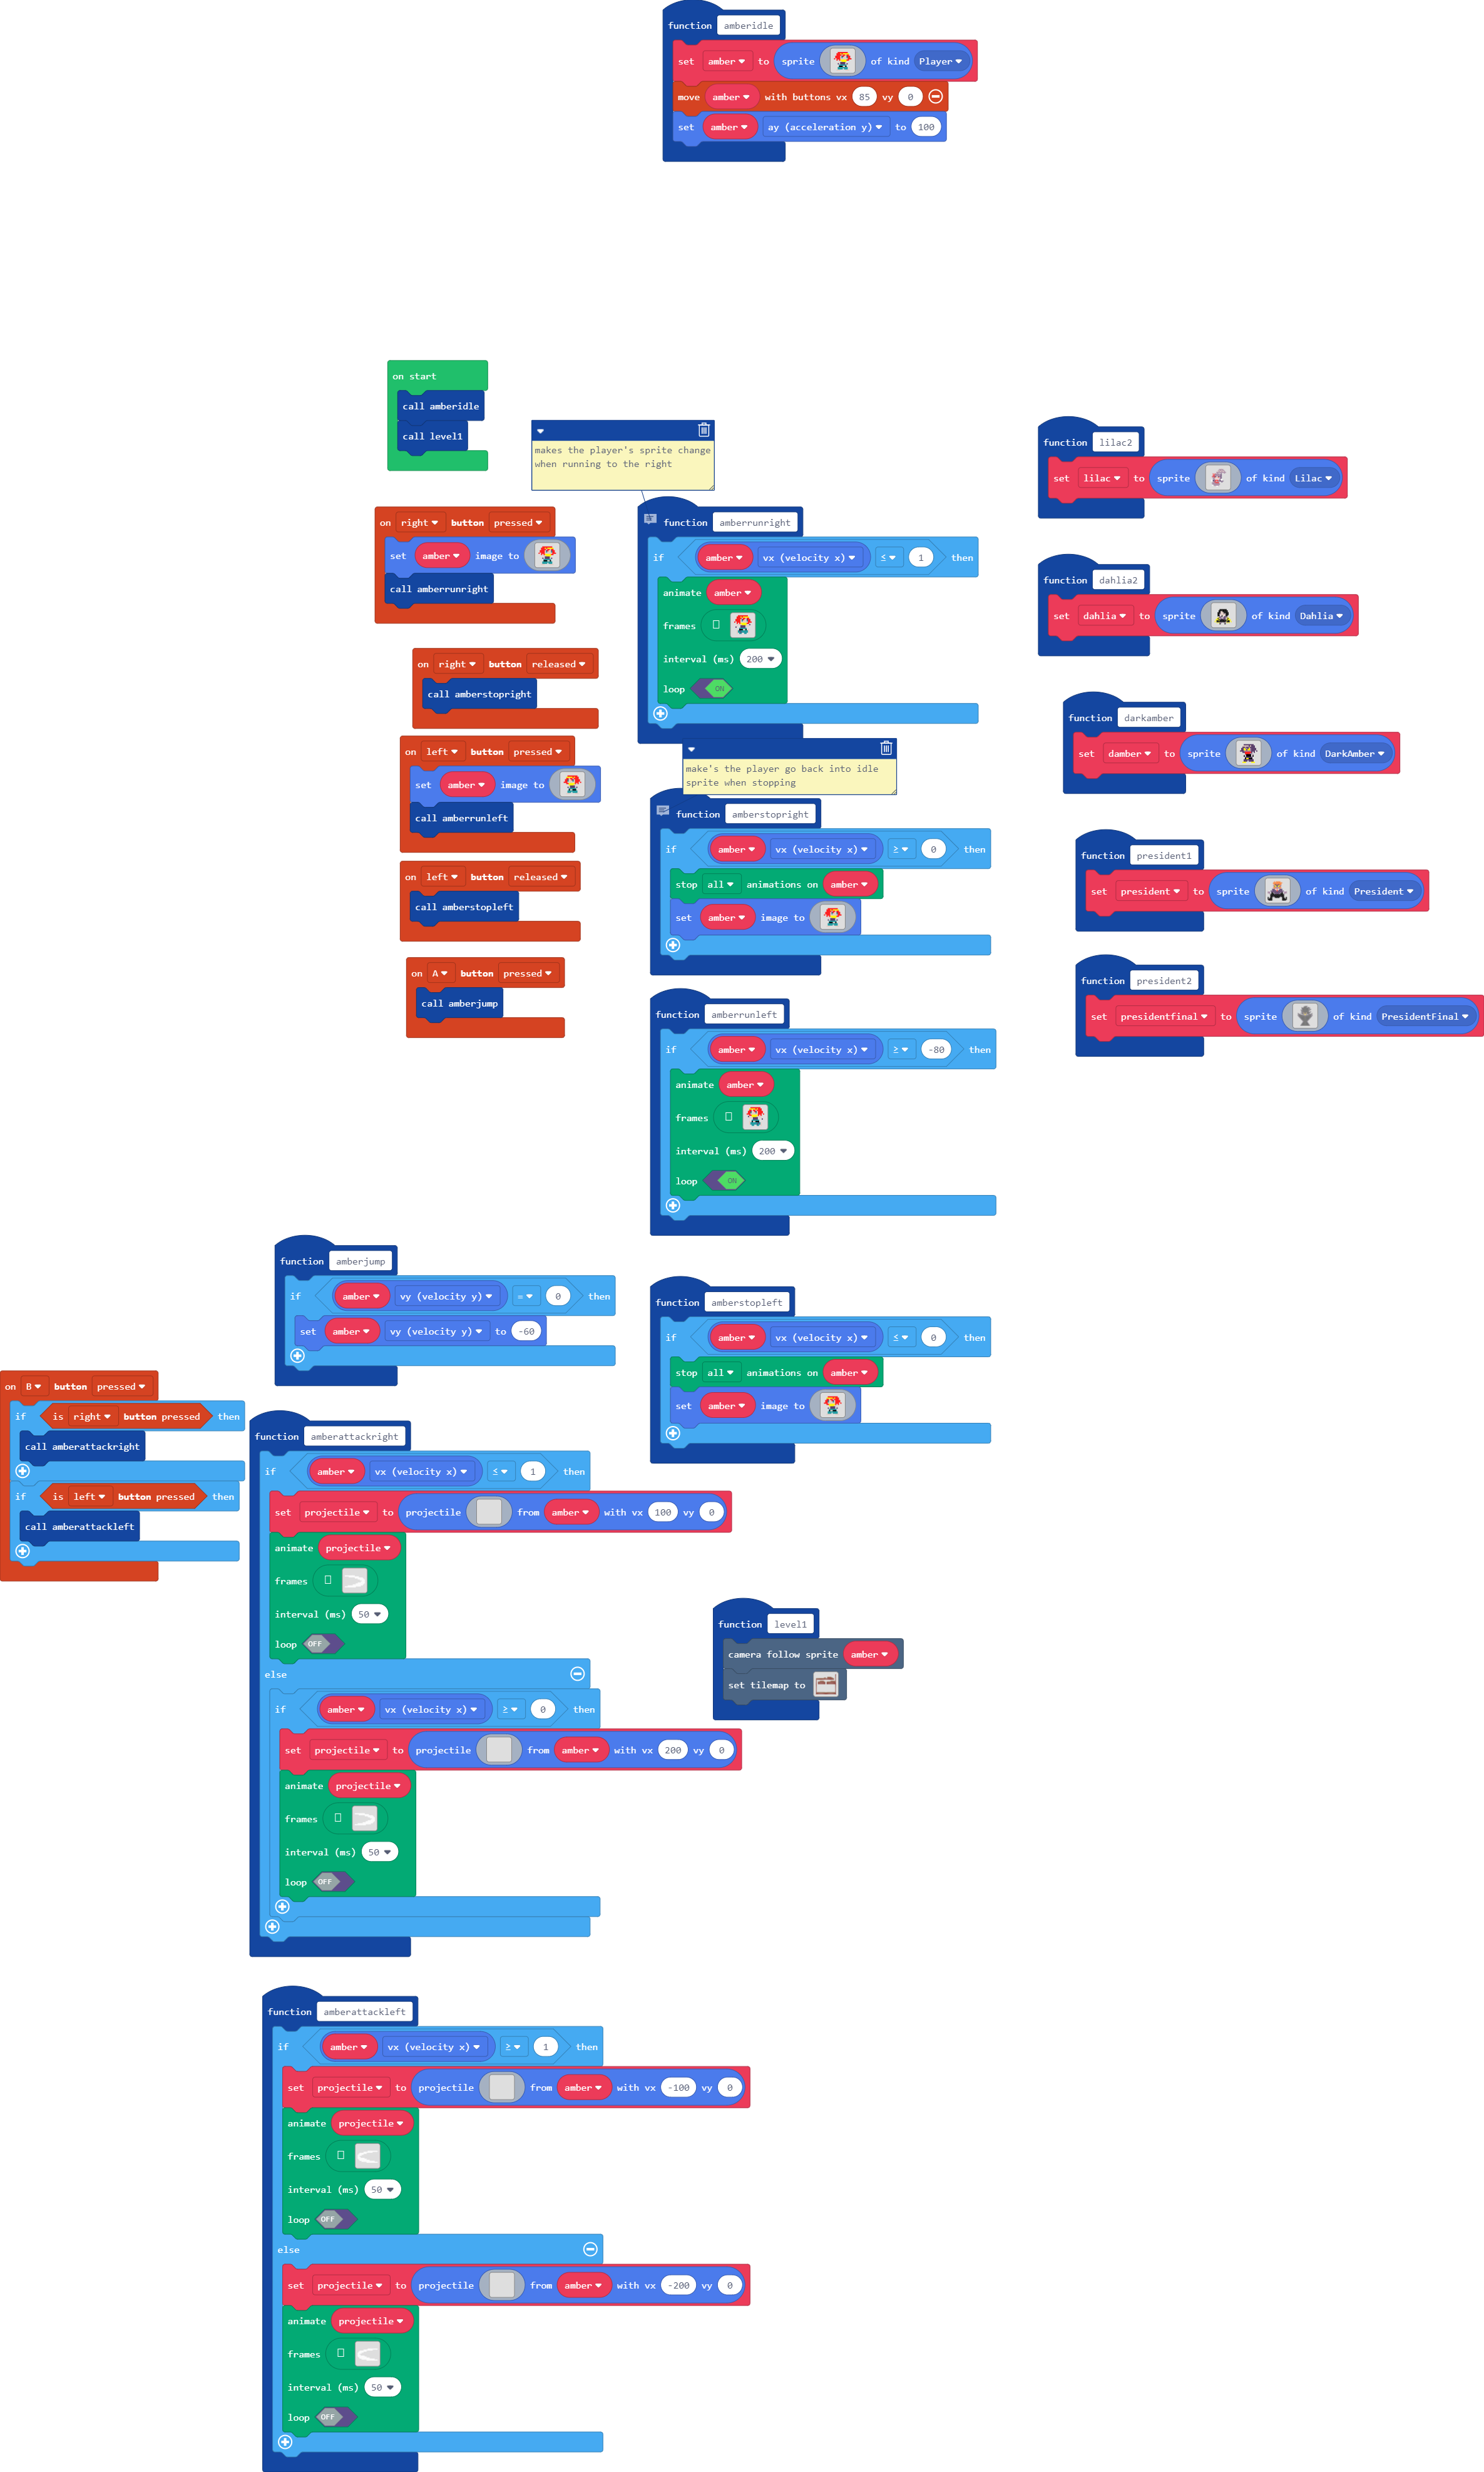 function amberidle
set amber to sprite of kind Player
move amber with buttons vx 85 vy 0
set amber ay (acceleration y) to 100
on start
call amberidle
call level1
makes the player's sprite change
when running to the right
on right button pressed
set amber image to
call amberrunright
on right button released
call amberstopright
on left button pressed
set amber image to
call amberrunleft
on left button released
call amberstopleft
on A button pressed
call amberjump
function amberrunright
if amber vx (velocity x) ≤ 1 then
animate amber
frames
interval (ms) 200
loop ON
make's the player go back into idle
sprite when stopping
function amberstopright
if amber vx (velocity x) ≥ 0 then
stop all animations on amber
set amber image to
function amberrunleft
if amber vx (velocity x) ≥ -80 then
animate amber
frames
interval (ms) 200
loop ON
function amberstopleft
if amber vx (velocity x) ≤ 0 then
stop all animations on amber
set amber image to
function lilac2
set lilac to sprite of kind Lilac
function dahlia2
set dahlia to sprite of kind Dahlia
function darkamber
set damber to sprite of kind DarkAmber
function president1
set president to sprite of kind President
function president2
set presidentfinal to sprite of kind PresidentFinal
function amberjump
if amber vy (velocity y) = 0 then
set amber vy (velocity y) to -60
on B button pressed
if is right button pressed then
call amberattackright
if is left button pressed then
call amberattackleft
function amberattackright
if amber vx (velocity x) ≤ 1 then
set projectile to projectile from amber with vx 100 vy 0
animate projectile
frames
interval (ms) 50
loop OFF
else
if amber vx (velocity x) ≥ 0 then
set projectile to projectile from amber with vx 200 vy 0
animate projectile
frames
interval (ms) 50
loop OFF
function level1
camera follow sprite amber
set tilemap to
function amberattackleft
if amber vx (velocity x) ≥ 1 then
set projectile to projectile from amber with vx -100 vy 0
animate projectile
frames
interval (ms) 50
loop OFF
else
set projectile to projectile from amber with vx -200 vy 0
animate projectile
frames
interval (ms) 50
loop OFF